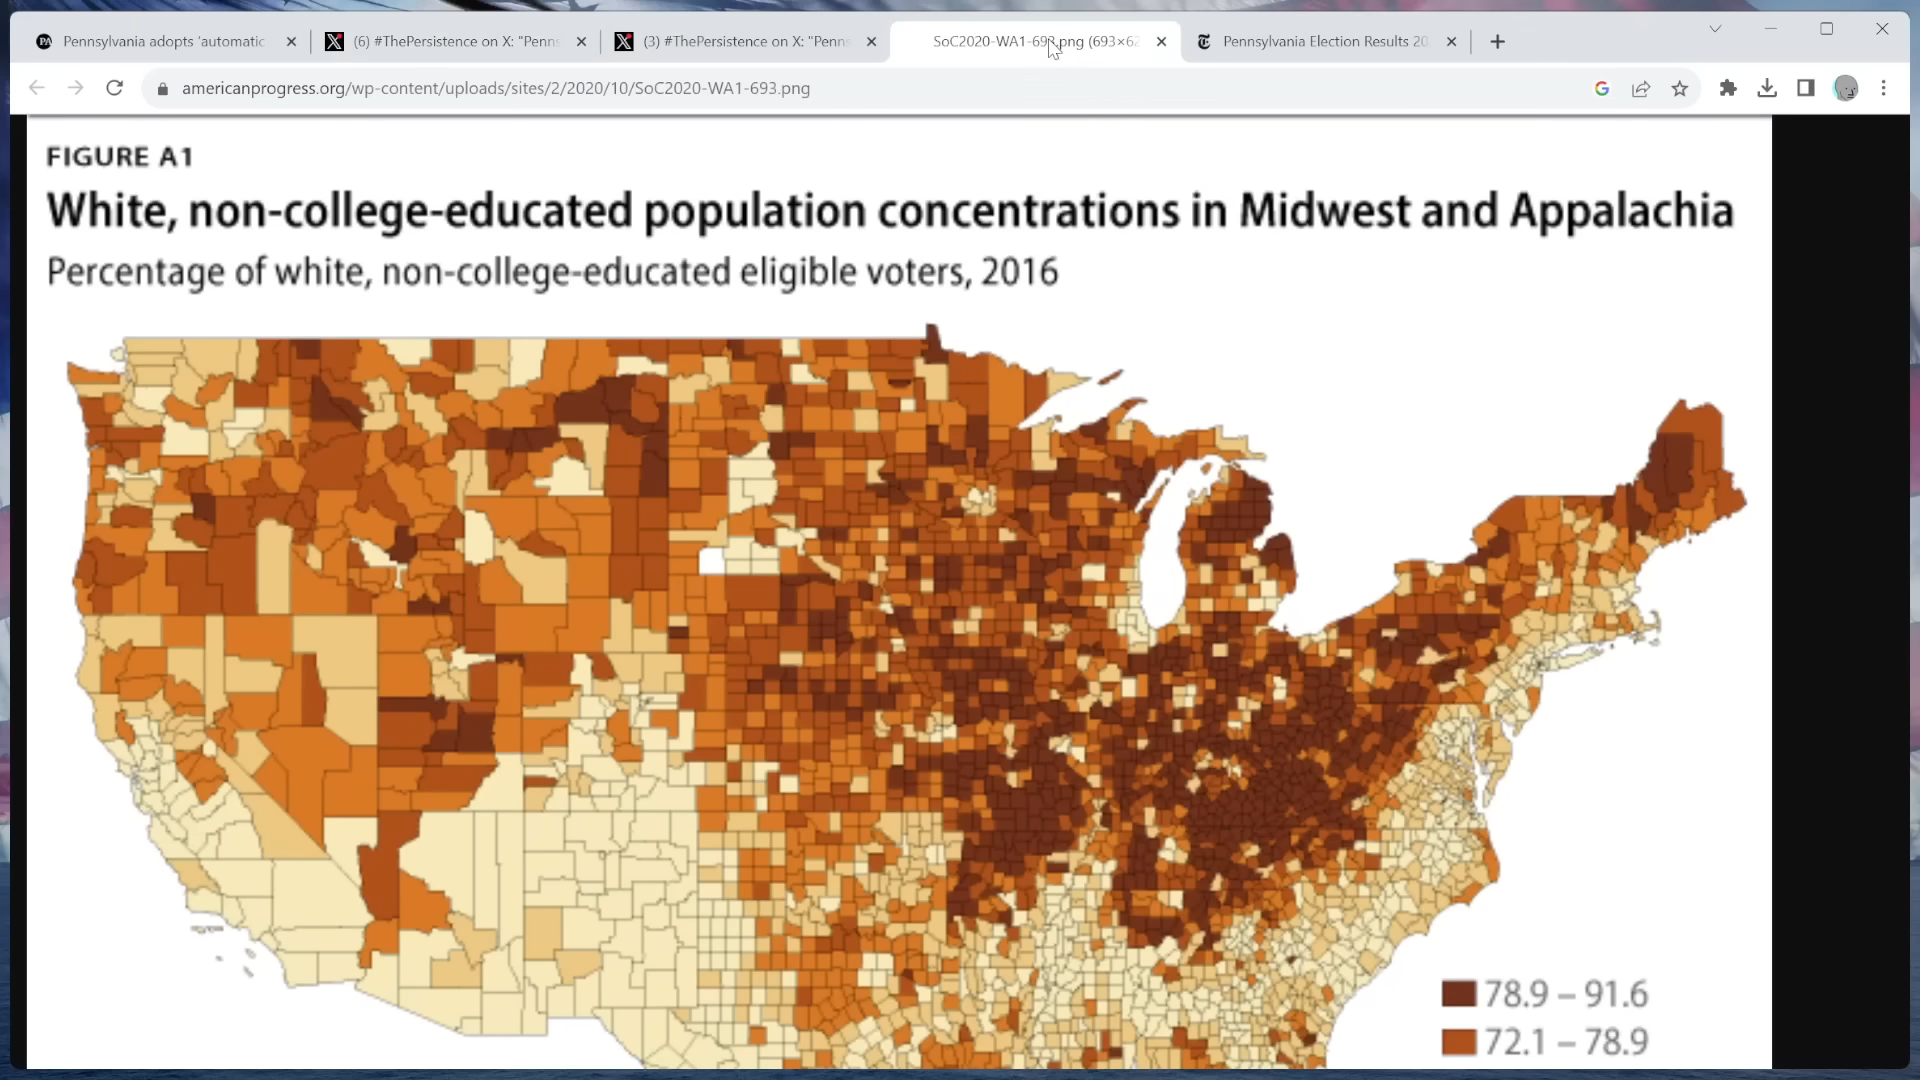 Pennsylvania adopts 'automatic
(6) #ThePersistence on X: "Penns
(3) #ThePersistence on X: "Penns
SoC2020-WA1-693.png (693×62
Pennsylvania Election Results 20
americanprogress.org/wp-content/uploads/sites/2/2020/10/SoC2020-WA1-693.png
FIGURE A1
White, non-college-educated population concentrations in Midwest and Appalachia
Percentage of white, non-college-educated eligible voters, 2016
78.9 – 91.6
72.1 – 78.9